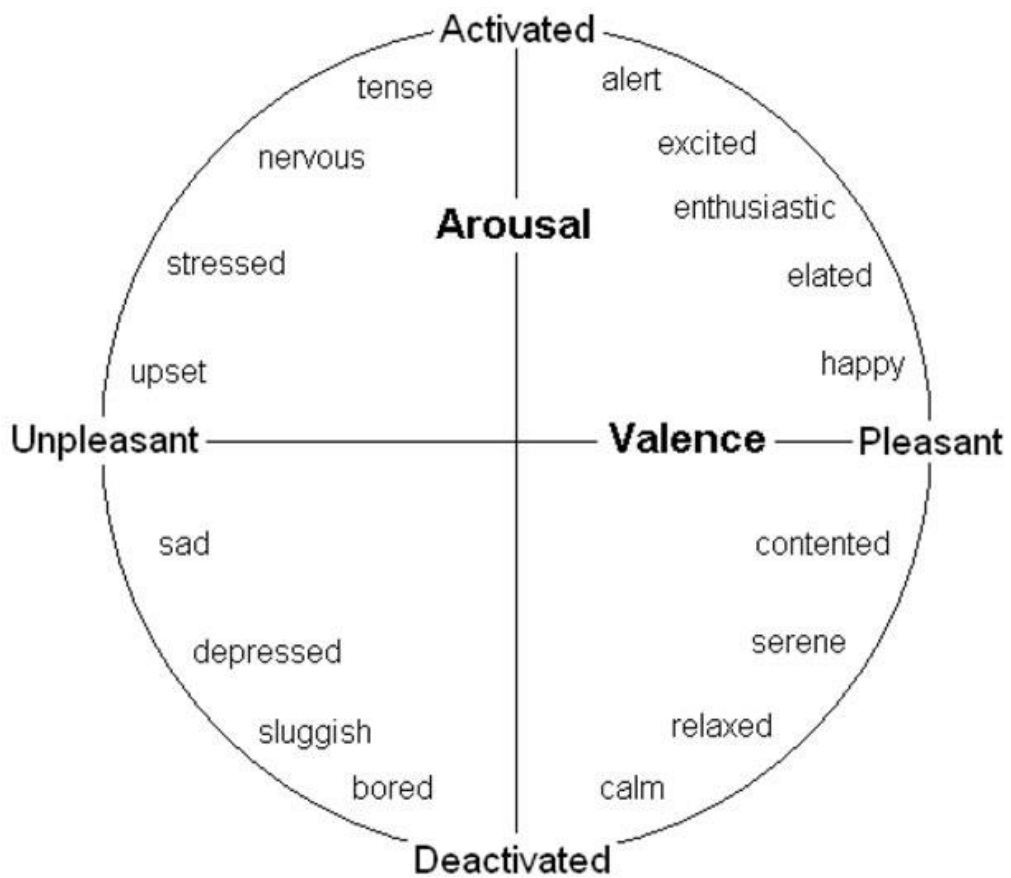 Activated
tense
alert
excited
nervous
enthusiastic
Arousal
stressed
elated
upset
happy
Unpleasant
Valence
Pleasant
sad
contented
depressed
serene
sluggish
relaxed
bored
calm
Deactivated